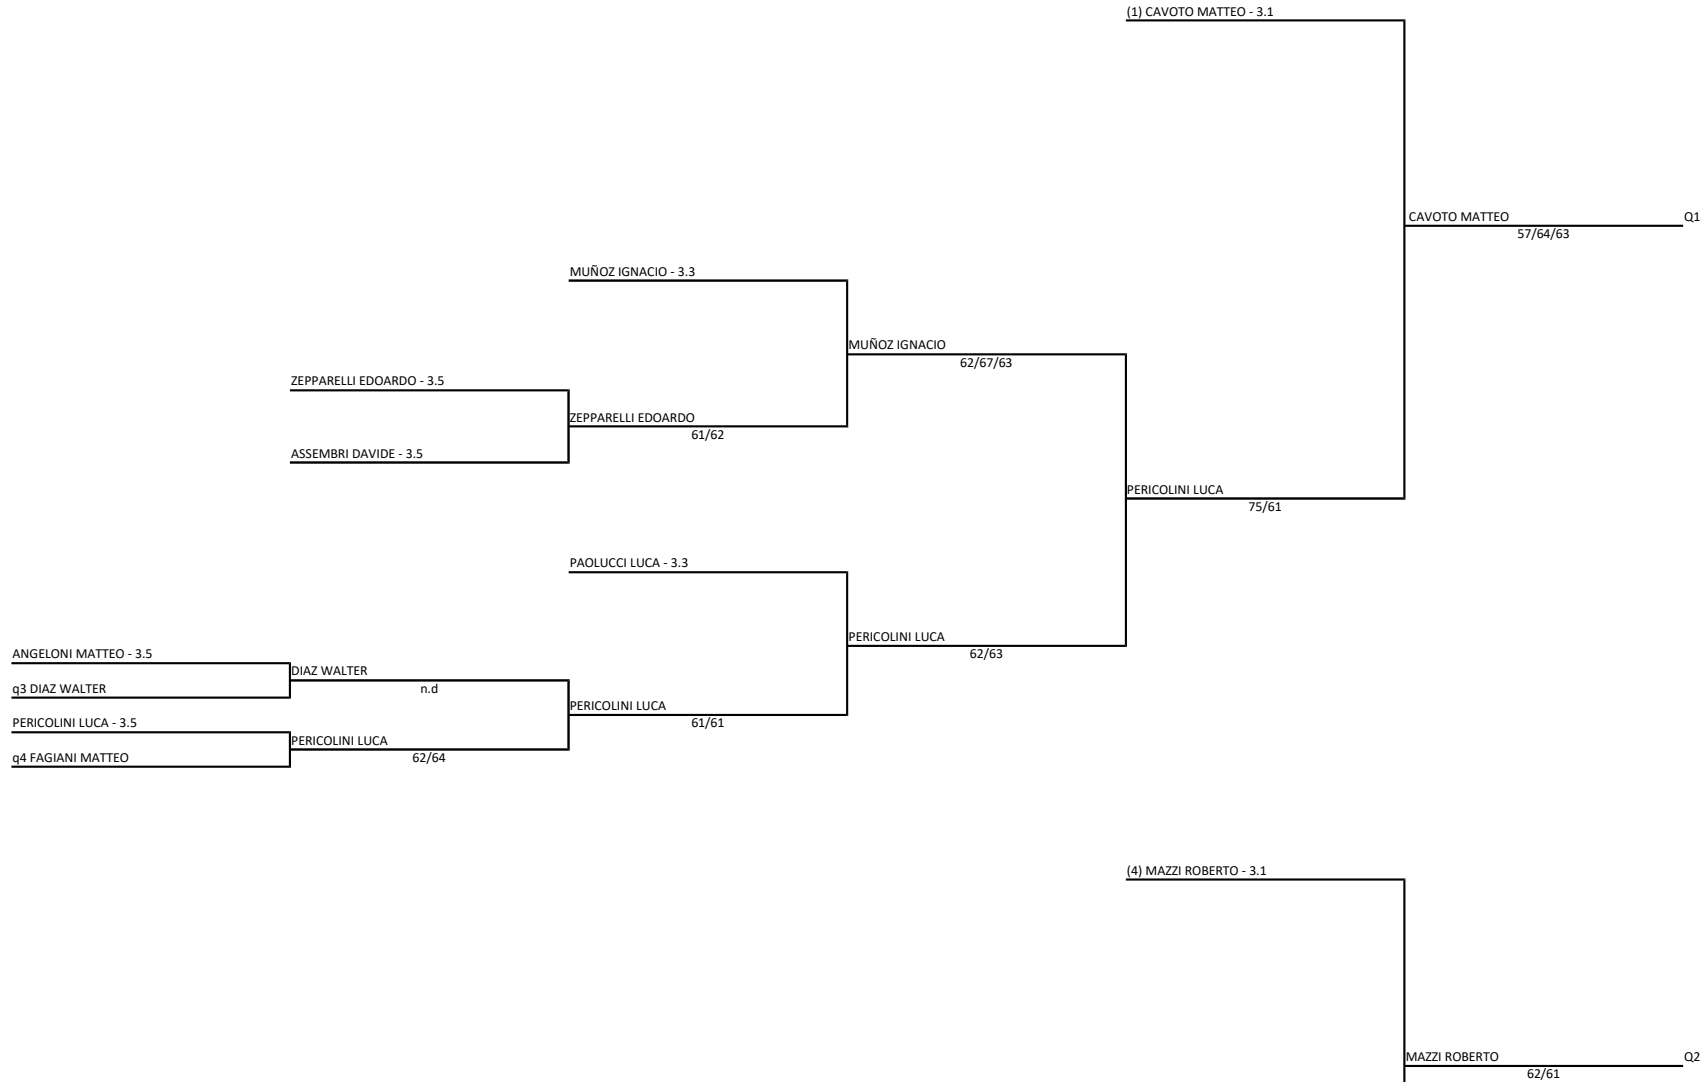 (1) CAVOTO MATTEO - 3.1
CAVOTO MATTEO
Q1
57/64/63
MUÑOZ IGNACIO - 3.3
MUÑOZ IGNACIO
62/67/63
ZEPPARELLI EDOARDO - 3.5
ZEPPARELLI EDOARDO
61/62
ASSEMBRI DAVIDE - 3.5
PERICOLINI LUCA
75/61
PAOLUCCI LUCA - 3.3
PERICOLINI LUCA
62/63
ANGELONI MATTEO - 3.5
DIAZ WALTER
n.d
q3 DIAZ WALTER
PERICOLINI LUCA
61/61
PERICOLINI LUCA - 3.5
PERICOLINI LUCA
62/64
q4 FAGIANI MATTEO
(4) MAZZI ROBERTO - 3.1
MAZZI ROBERTO
Q2
62/61